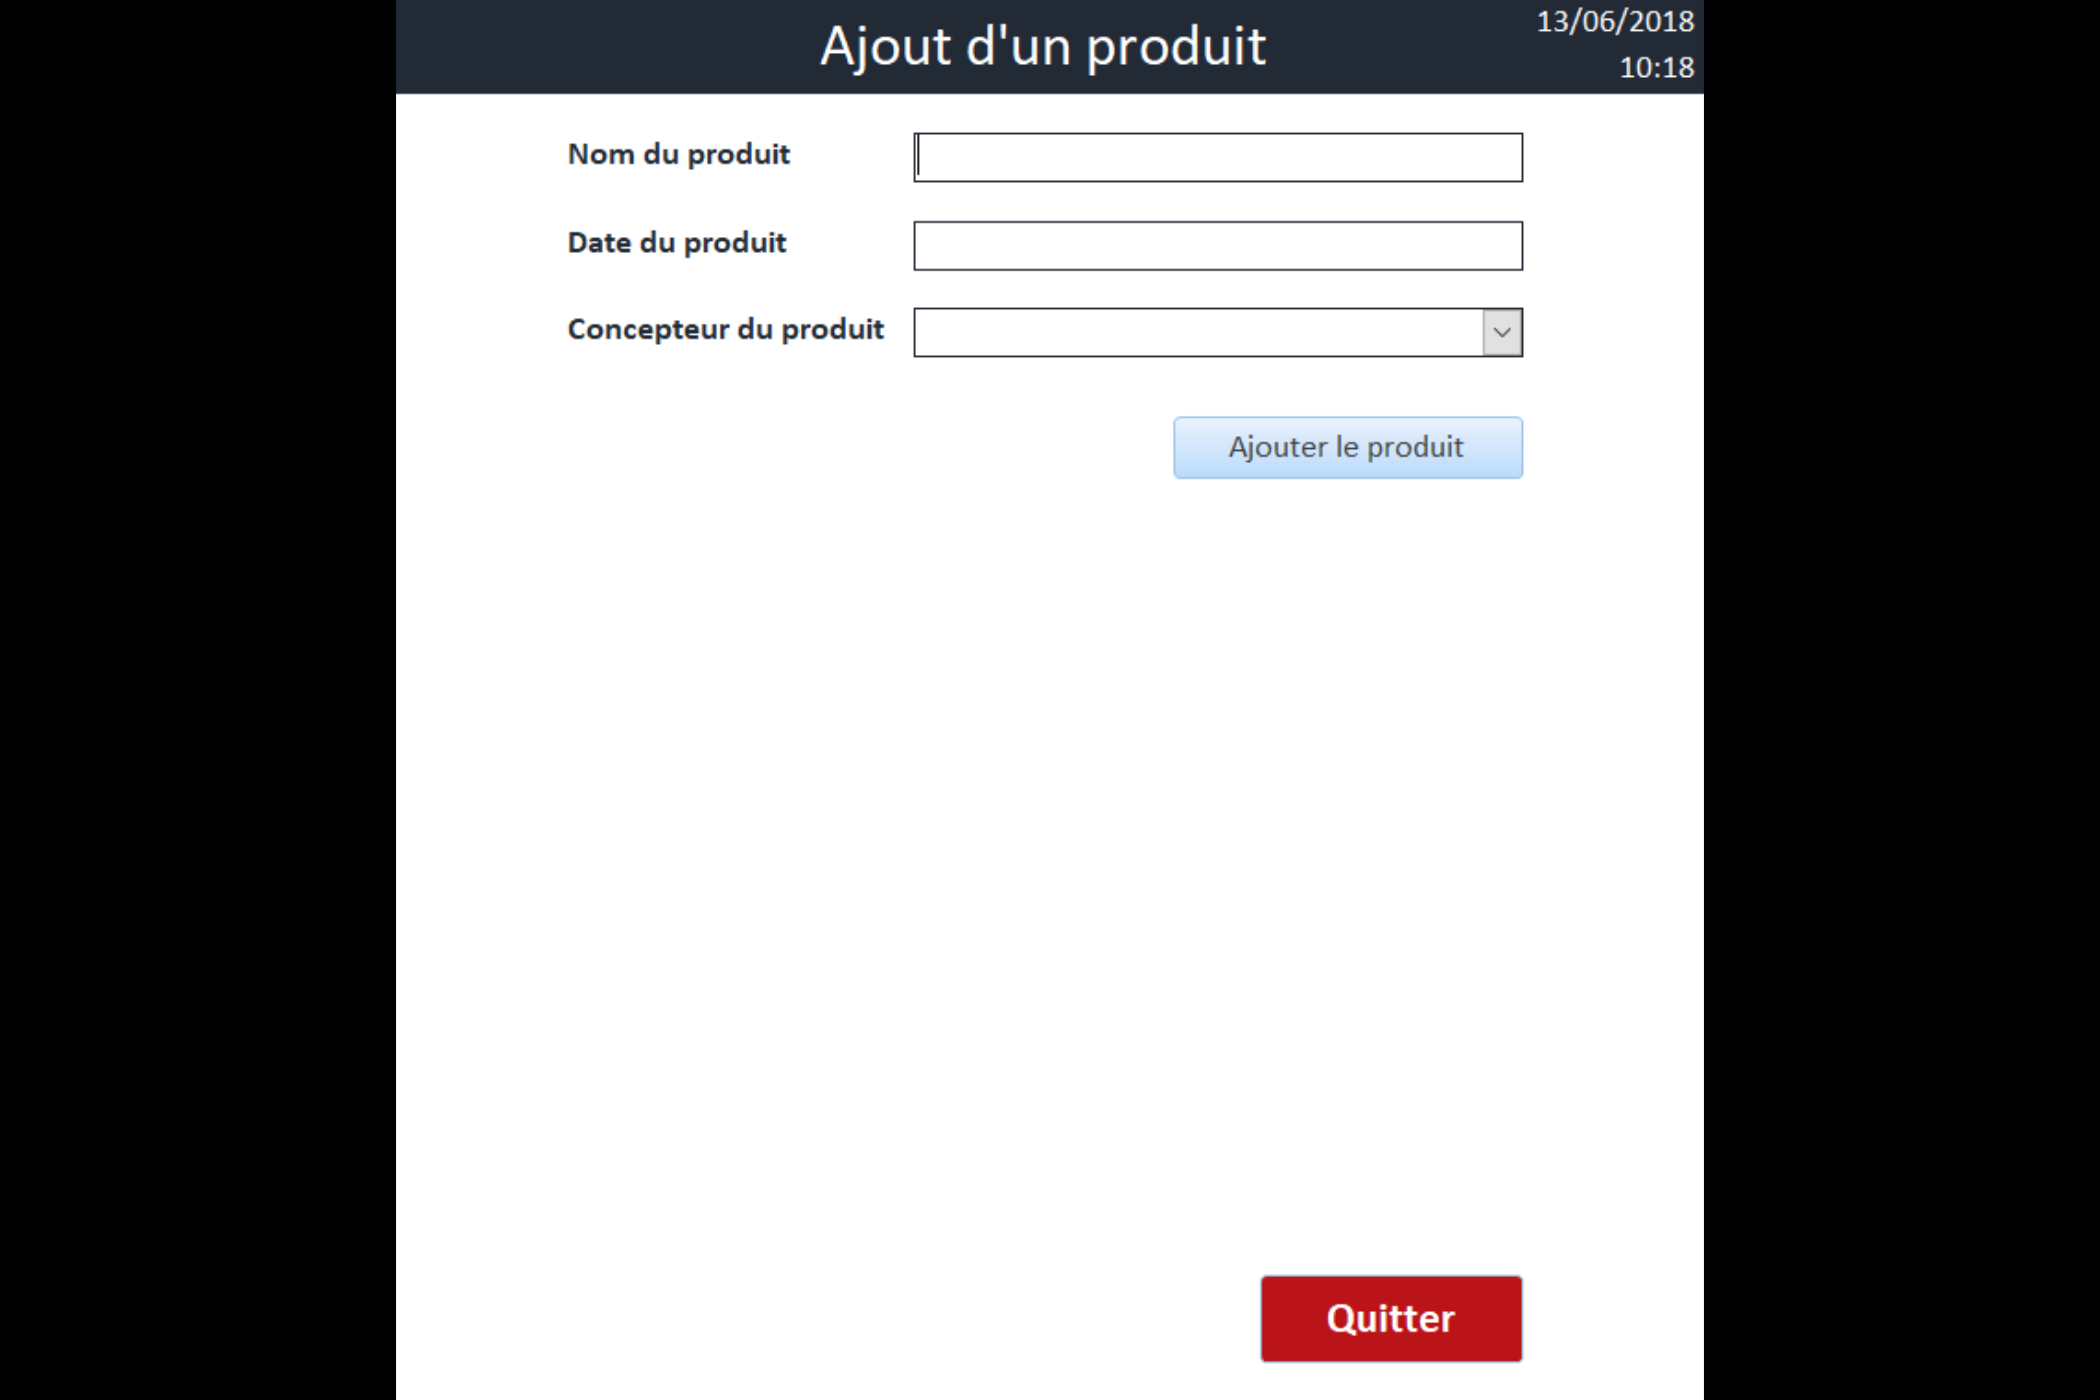 Ajout d'un produit
13/06/2018
10:18
Nom du produit
Date du produit
Concepteur du produit
Ajouter le produit
Quitter